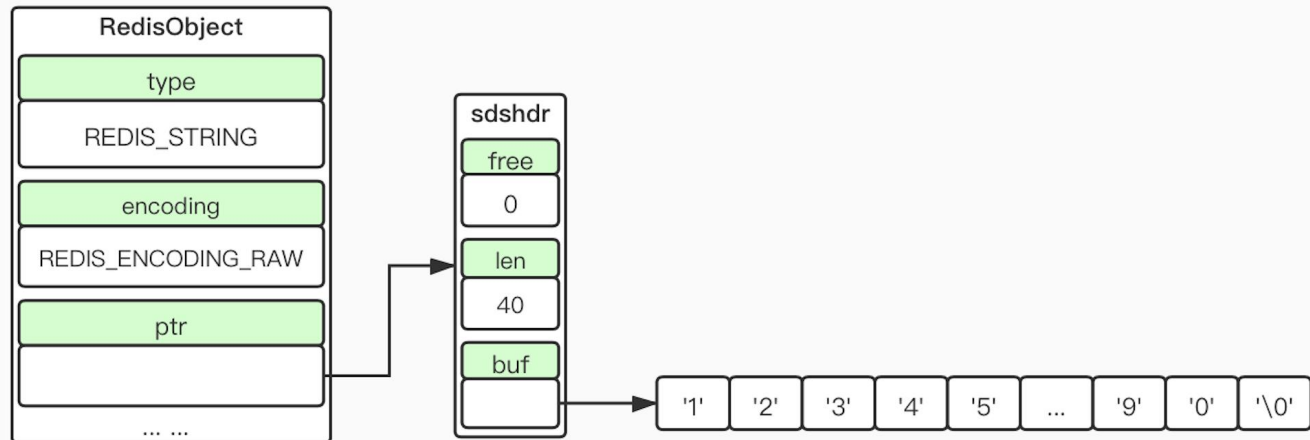 RedisObject
type
REDIS_STRING
encoding
REDIS_ENCODING_RAW
ptr
... ...
sdshdr
free
0
len
40
buf
'1' '2' '3' '4' '5' ... '9' '0' '\0'